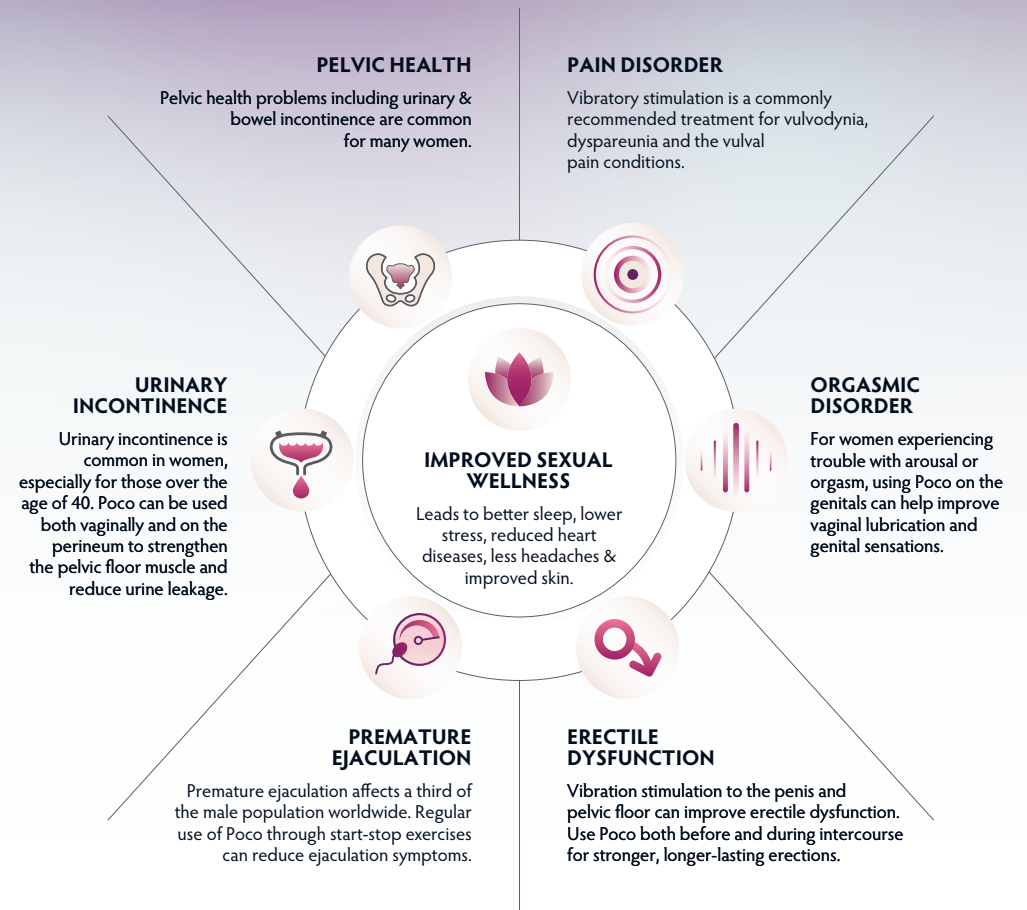 PELVIC HEALTH
Pelvic health problems including urinary &
bowel incontinence are common
for many women.
PAIN DISORDER
Vibratory stimulation is a commonly
recommended treatment for vulvodynia,
dyspareunia and the vulval
pain conditions.
URINARY
INCONTINENCE
Urinary incontinence is
common in women,
especially for those over the
age of 40. Poco can be used
both vaginally and on the
perineum to strengthen
the pelvic floor muscle and
reduce urine leakage.
IMPROVED SEXUAL
WELLNESS
Leads to better sleep, lower
stress, reduced heart
diseases, less headaches &
improved skin.
ORGASMIC
DISORDER
For women experiencing
trouble with arousal or
orgasm, using Poco on the
genitals can help improve
vaginal lubrication and
genital sensations.
PREMATURE
EJACULATION
Premature ejaculation affects a third of
the male population worldwide. Regular
use of Poco through start-stop exercises
can reduce ejaculation symptoms.
ERECTILE
DYSFUNCTION
Vibration stimulation to the penis and
pelvic floor can improve erectile dysfunction.
Use Poco both before and during intercourse
for stronger, longer-lasting erections.